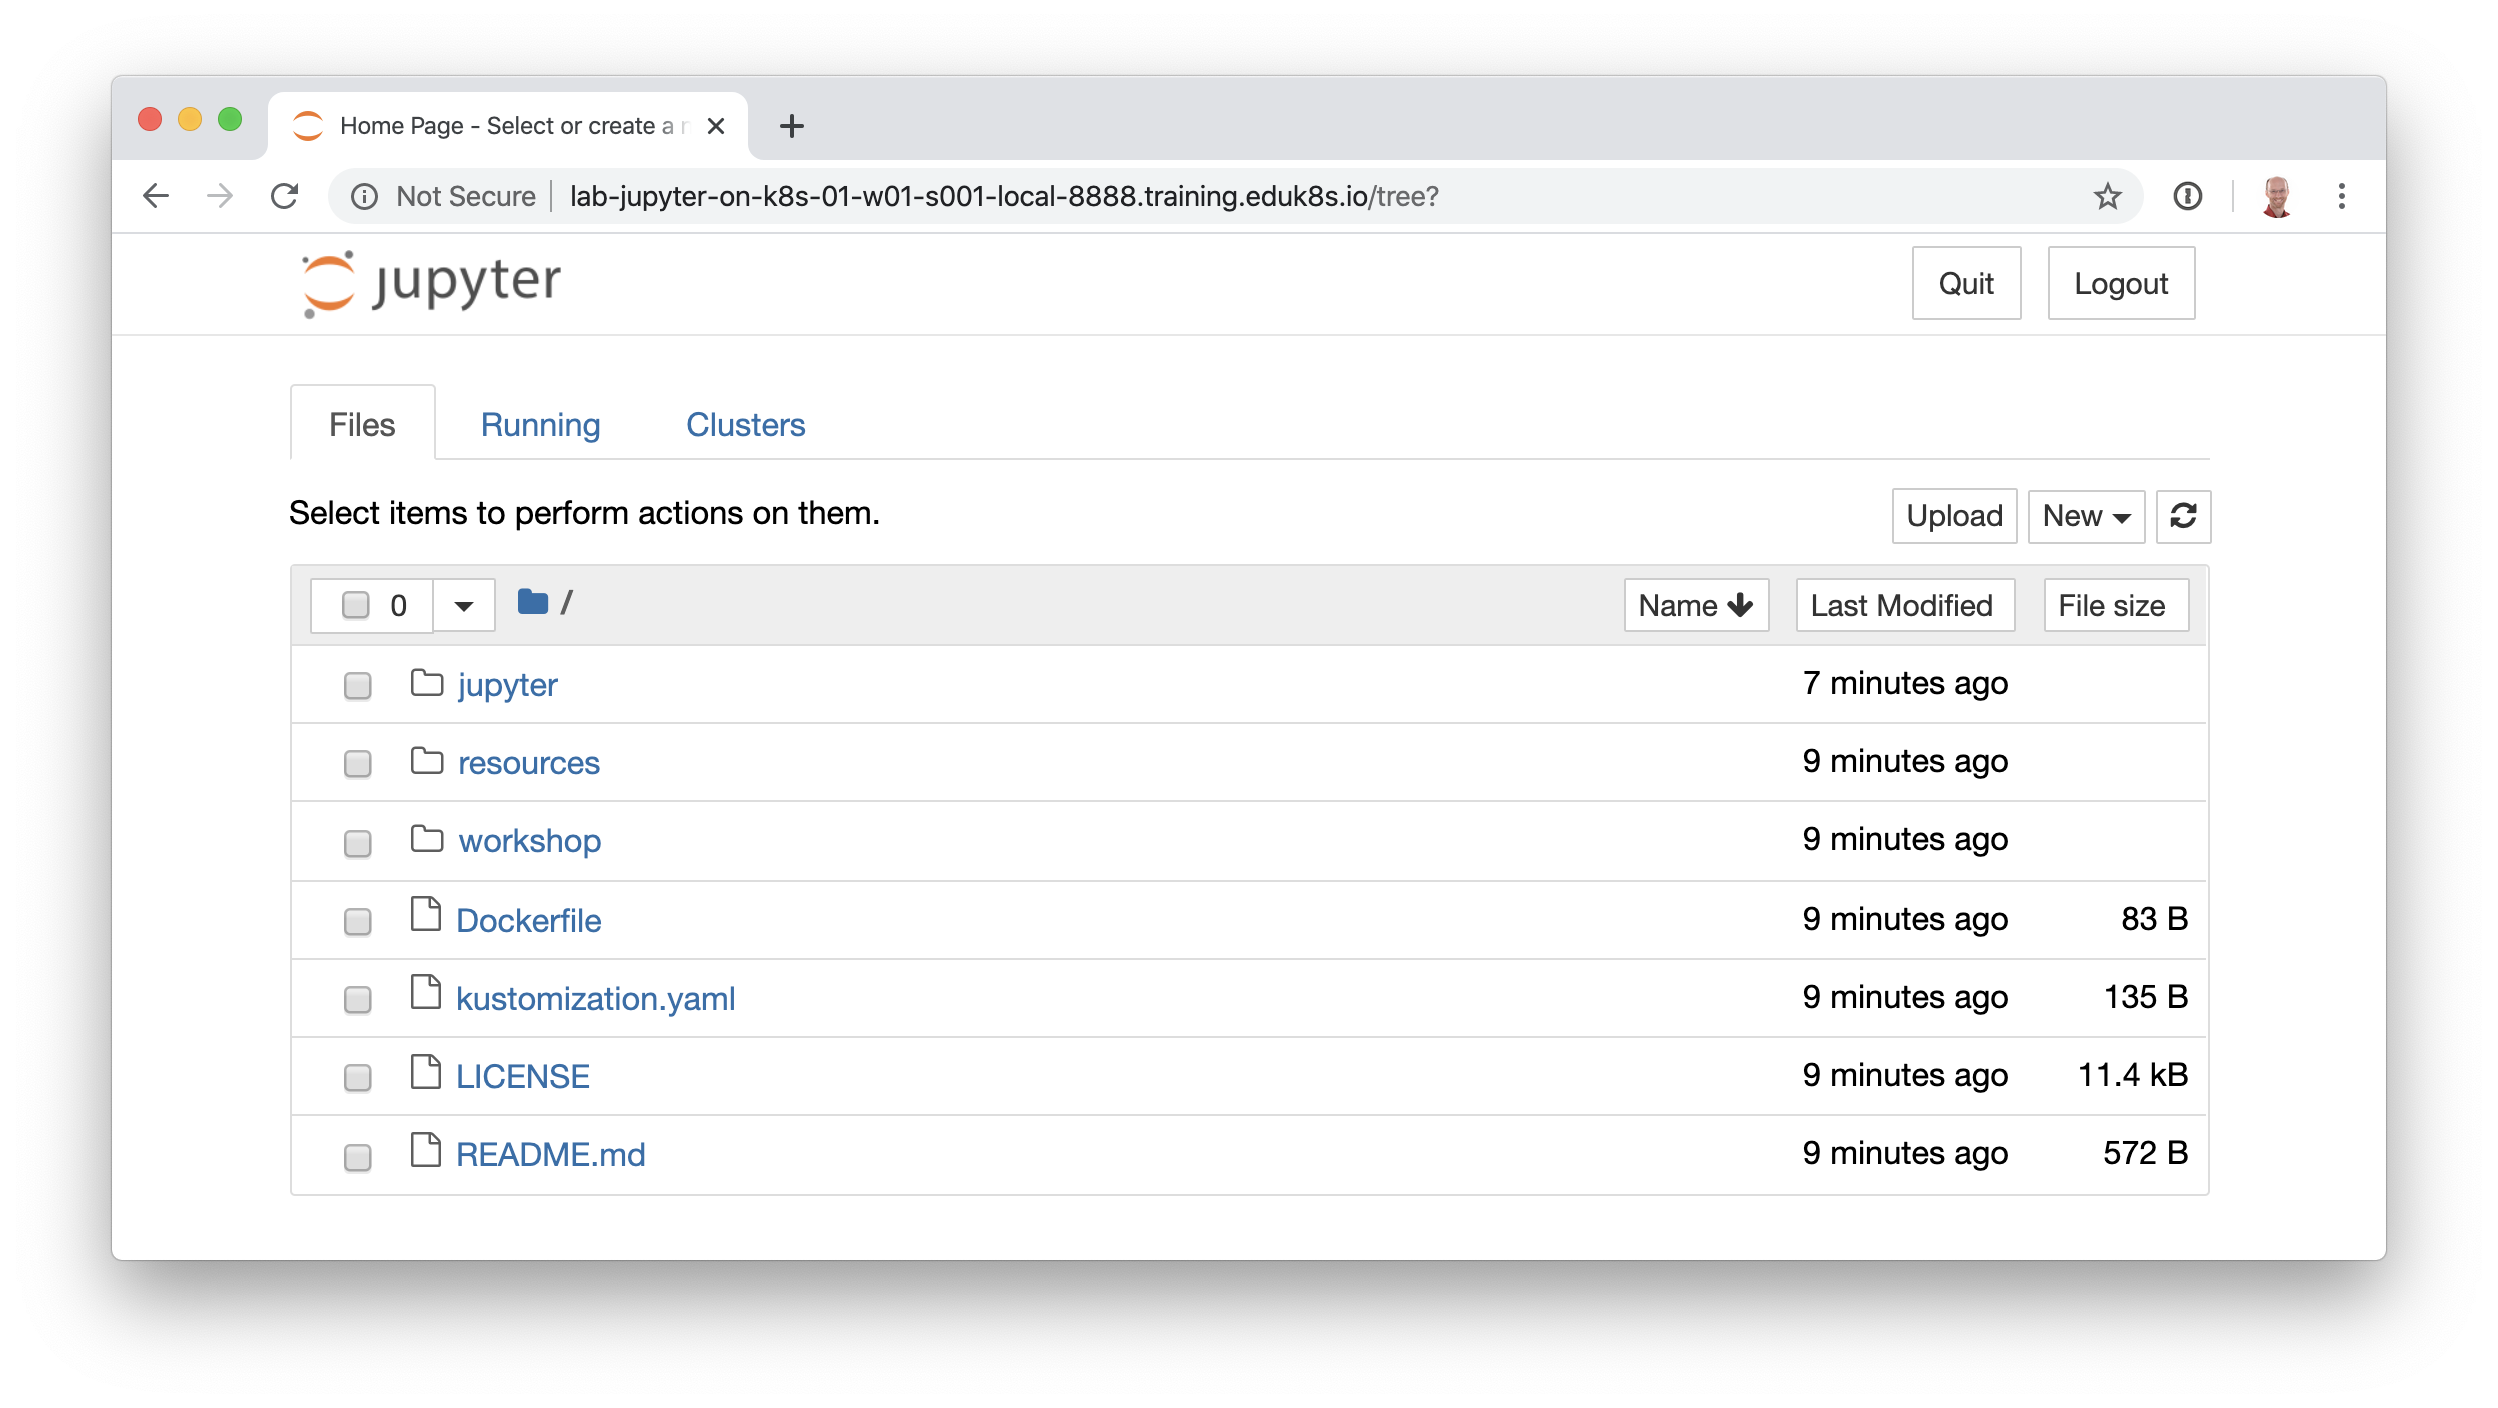 Home Page - Select or create a
Not Secure lab-jupyter-on-k8s-01-w01-s001-local-8888.training.eduk8s.io/tree?
jupyter Quit Logout
Files Running Clusters
Select items to perform actions on them. Upload New
0 / Name Last Modified File size
jupyter 7 minutes ago
resources 9 minutes ago
workshop 9 minutes ago
Dockerfile 9 minutes ago 83 B
kustomization.yaml 9 minutes ago 135 B
LICENSE 9 minutes ago 11.4 kB
README.md 9 minutes ago 572 B